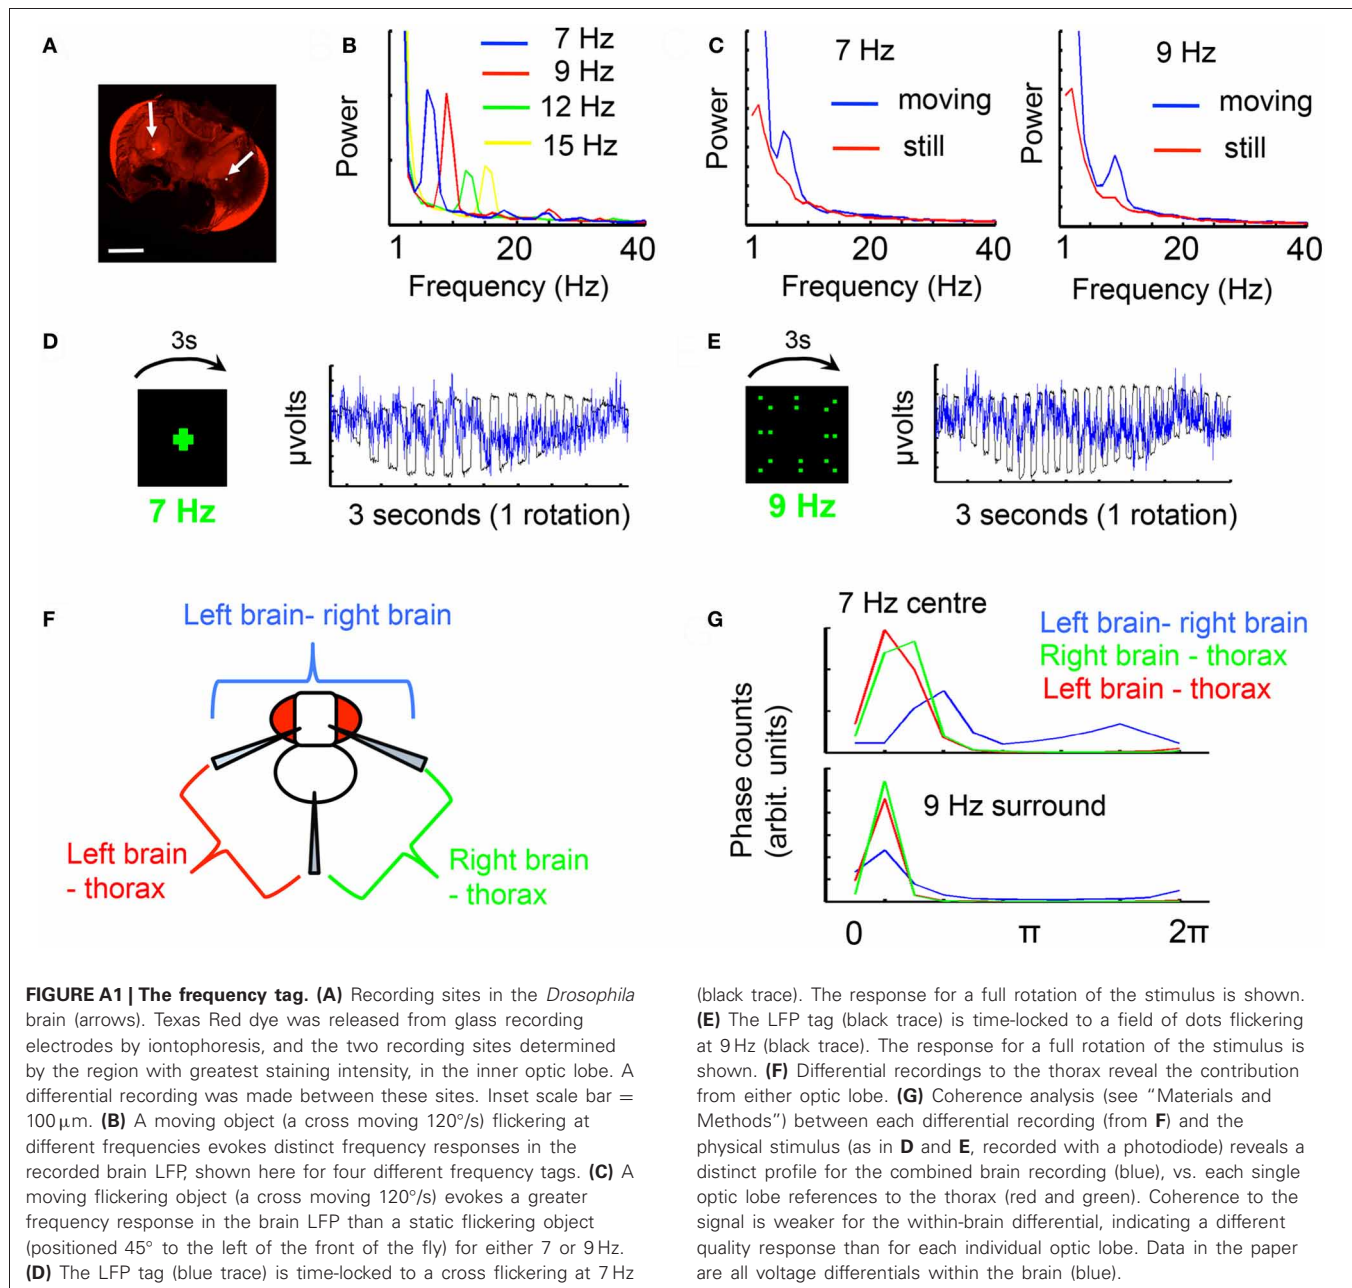 A
B
7 Hz
9 Hz
12 Hz
15 Hz
Power
1 20 40
Frequency (Hz)
C
7 Hz
moving
still
Power
1 20 40
Frequency (Hz)
9 Hz
moving
still
Power
1 20 40
Frequency (Hz)
D
3s
7 Hz
µvolts
3 seconds (1 rotation)
E
3s
9 Hz
µvolts
3 seconds (1 rotation)
F
Left brain- right brain
Left brain
- thorax
Right brain
- thorax
G
7 Hz centre
Left brain- right brain
Right brain - thorax
Left brain - thorax
Phase counts
(arbit. units)
9 Hz surround
0 π 2π
FIGURE A1 | The frequency tag. (A) Recording sites in the Drosophila
brain (arrows). Texas Red dye was released from glass recording
electrodes by iontophoresis, and the two recording sites determined
by the region with greatest staining intensity, in the inner optic lobe. A
differential recording was made between these sites. Inset scale bar =
100 µm. (B) A moving object (a cross moving 120°/s) flickering at
different frequencies evokes distinct frequency responses in the
recorded brain LFP, shown here for four different frequency tags. (C) A
moving flickering object (a cross moving 120°/s) evokes a greater
frequency response in the brain LFP than a static flickering object
(positioned 45° to the left of the front of the fly) for either 7 or 9 Hz.
(D) The LFP tag (blue trace) is time-locked to a cross flickering at 7 Hz
(black trace). The response for a full rotation of the stimulus is shown.
(E) The LFP tag (black trace) is time-locked to a field of dots flickering
at 9 Hz (black trace). The response for a full rotation of the stimulus is
shown. (F) Differential recordings to the thorax reveal the contribution
from either optic lobe. (G) Coherence analysis (see “Materials and
Methods”) between each differential recording (from F) and the
physical stimulus (as in D and E, recorded with a photodiode) reveals a
distinct profile for the combined brain recording (blue), vs. each single
optic lobe references to the thorax (red and green). Coherence to the
signal is weaker for the within-brain differential, indicating a different
quality response than for each individual optic lobe. Data in the paper
are all voltage differentials within the brain (blue).